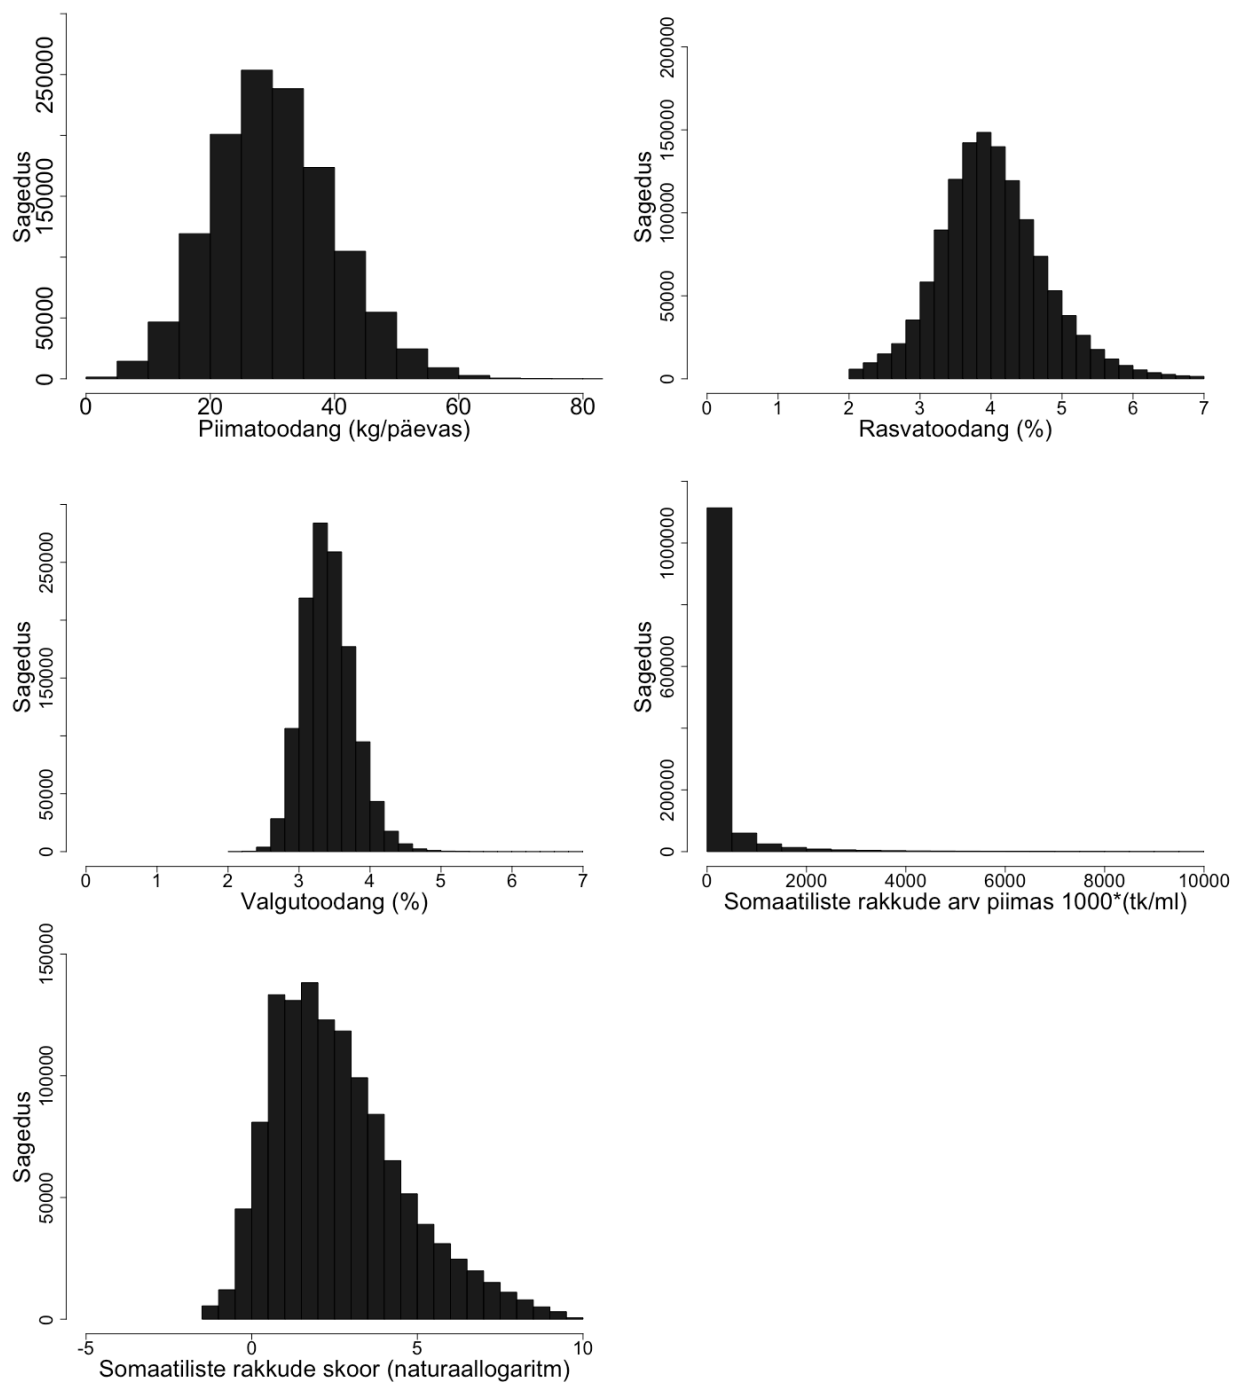 Sagedus
0
50000
150000
250000
0 20 40 60 80
Piimatoodang (kg/päevas)
Sagedus
0
50000
100000
150000
200000
0 1 2 3 4 5 6 7
Rasvatoodang (%)
Sagedus
0
50000
150000
250000
0 1 2 3 4 5 6 7
Valgutoodang (%)
Sagedus
0
200000
600000
1000000
0 2000 4000 6000 8000 10000
Somaatiliste rakkude arv piimas 1000*(tk/ml)
Sagedus
0
50000
100000
150000
-5 0 5 10
Somaatiliste rakkude skoor (naturaallogaritm)